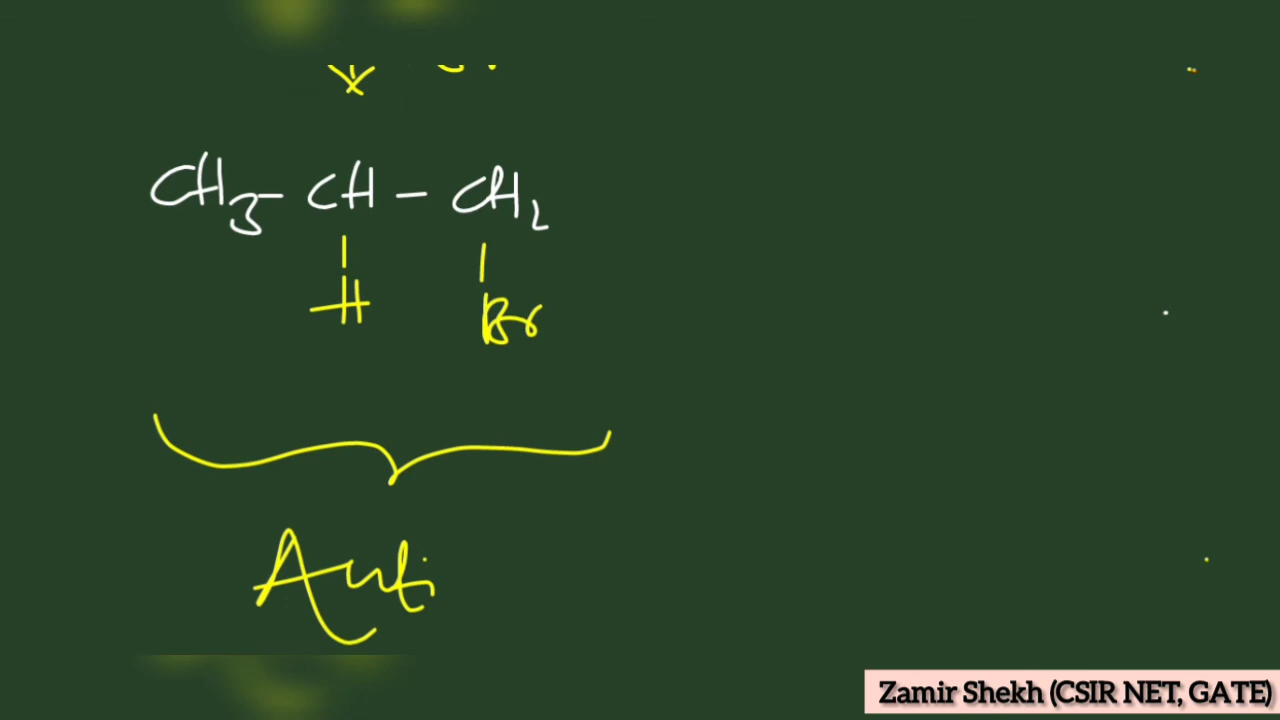 CH3 - CH - CH2
H Br
Anti
Zamir Shekh (CSIR NET, GATE)